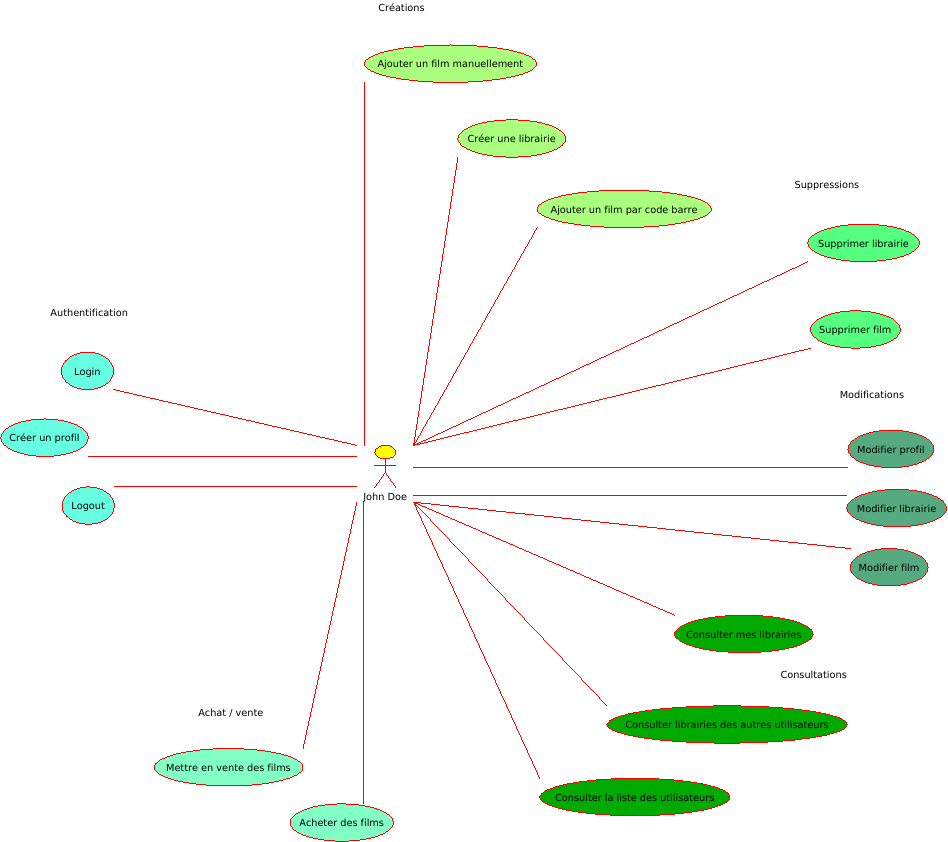 Créations
Ajouter un film manuellement
Créer une librairie
Suppressions
Ajouter un film par code barre
Supprimer librairie
Authentification
Supprimer film
Login
Modifications
Créer un profil
Modifier profil
John Doe
Logout
Modifier librairie
Modifier film
Consulter mes librairies
Consultations
Achat / vente
Consulter librairies des autres utilisateurs
Mettre en vente des films
Consulter la liste des utilisateurs
Acheter des films